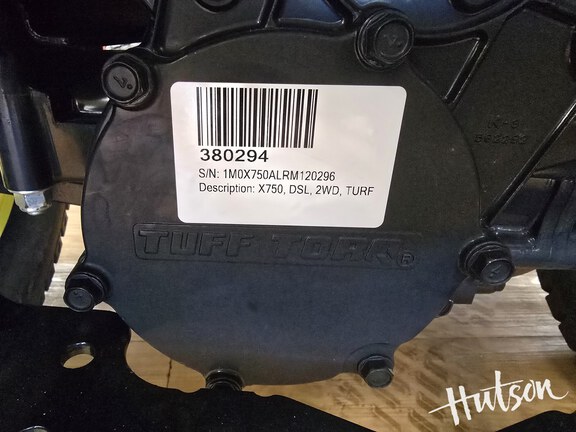 380294
S/N: 1M0X750ALRM120296
Description: X750, DSL, 2WD, TURF
TUFF TORQ®
Hutson